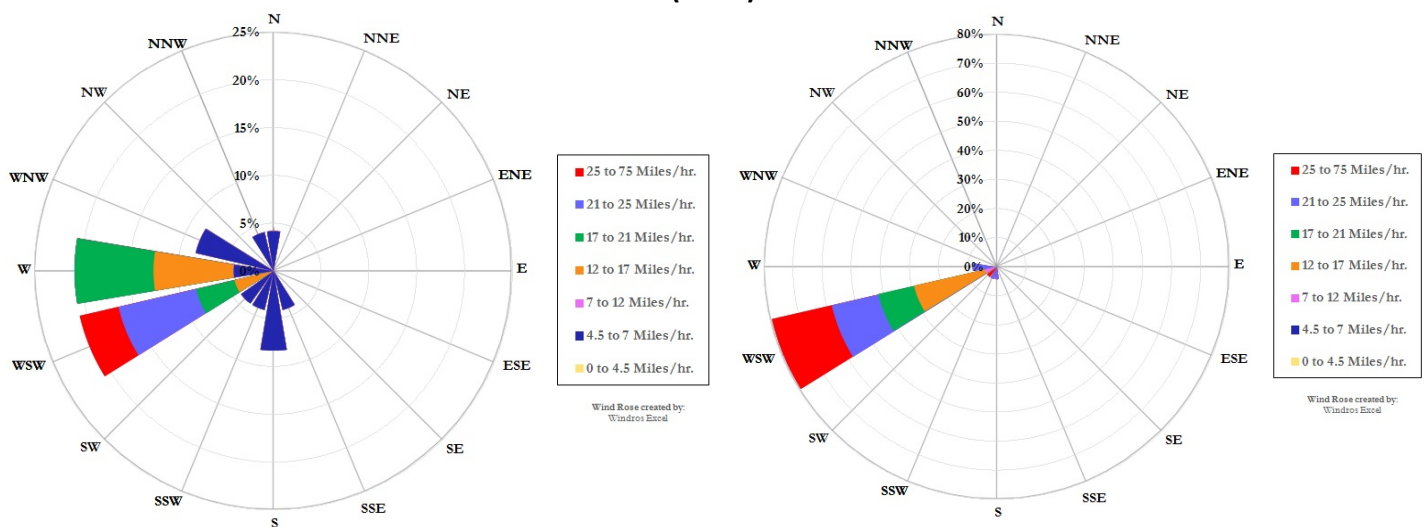 N
NNE
NE
ENE
E
ESE
SE
SSE
S
SSW
SW
WSW
W
WNW
NW
NNW
25%
20%
15%
10%
5%
0%
25 to 75 Miles/hr.
21 to 25 Miles/hr.
17 to 21 Miles/hr.
12 to 17 Miles/hr.
7 to 12 Miles/hr.
4.5 to 7 Miles/hr.
0 to 4.5 Miles/hr.
Wind Rose created by:
Windros Excel
N
NNE
NE
ENE
E
ESE
SE
SSE
S
SSW
SW
WSW
W
WNW
NW
NNW
80%
70%
60%
50%
40%
30%
20%
10%
0%
25 to 75 Miles/hr.
21 to 25 Miles/hr.
17 to 21 Miles/hr.
12 to 17 Miles/hr.
7 to 12 Miles/hr.
4.5 to 7 Miles/hr.
0 to 4.5 Miles/hr.
Wind Rose created by:
Windros Excel